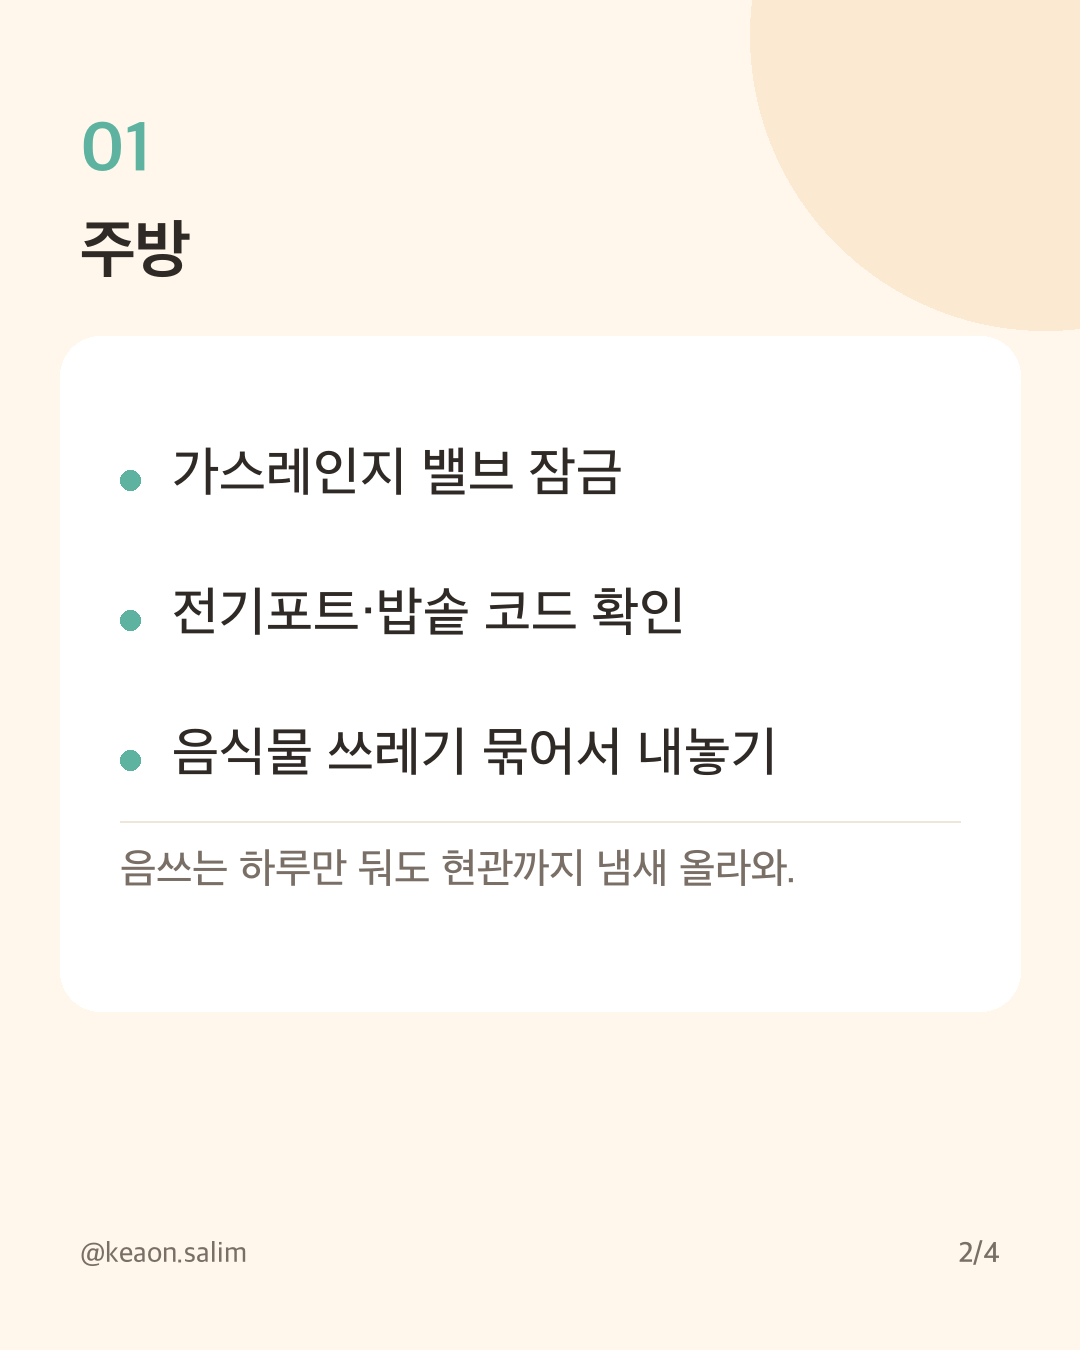 01
주방
가스레인지 밸브 잠금
전기포트·밥솥 코드 확인
음식물 쓰레기 묶어서 내놓기
음쓰는 하루만 둬도 현관까지 냄새 올라와.
@keaon.salim
2/4